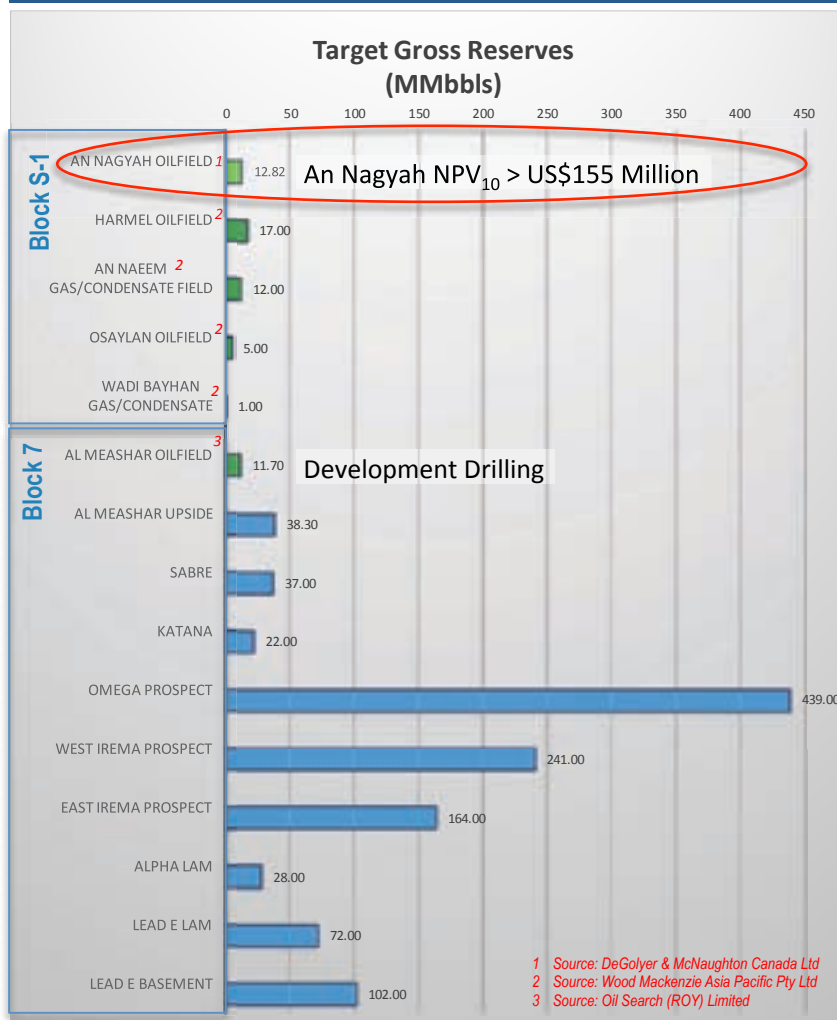 Target Gross Reserves
(MMbbls)
0 50 100 150 200 250 300 350 400 450
Block S-1
AN NAGYAH OILFIELD 1 12.82 An Nagyah NPV10 > US$155 Million
HARMEL OILFIELD 2 17.00
AN NAEEM 2
GAS/CONDENSATE FIELD 12.00
OSAYLAN OILFIELD 2 5.00
WADI BAYHAN 2
GAS/CONDENSATE 1.00
Block 7
AL MEASHAR OILFIELD 3 11.70 Development Drilling
AL MEASHAR UPSIDE 38.30
SABRE 37.00
KATANA 22.00
OMEGA PROSPECT 439.00
WEST IREMA PROSPECT 241.00
EAST IREMA PROSPECT 164.00
ALPHA LAM 28.00
LEAD E LAM 72.00
LEAD E BASEMENT 102.00
1 Source: DeGolyer & McNaughton Canada Ltd
2 Source: Wood Mackenzie Asia Pacific Pty Ltd
3 Source: Oil Search (ROY) Limited